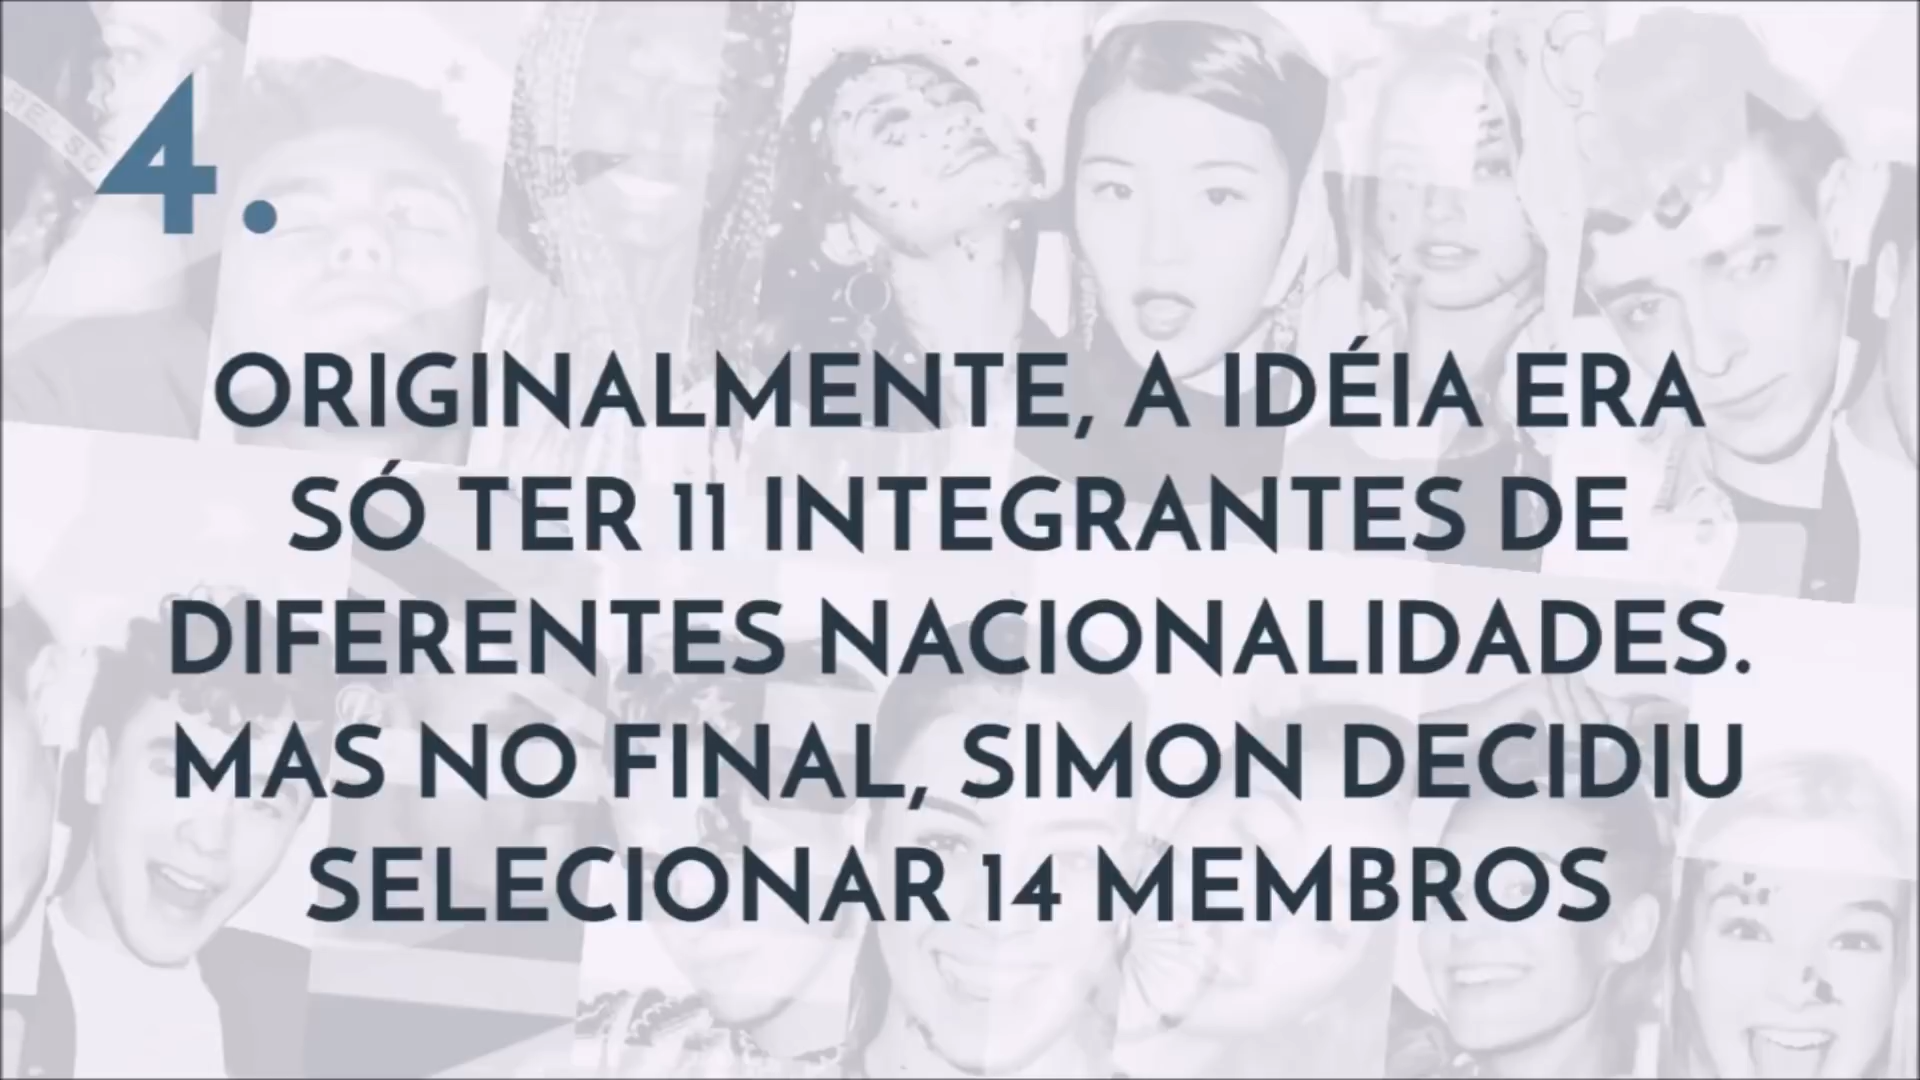 4.
ORIGINALMENTE, A IDÉIA ERA
SÓ TER 11 INTEGRANTES DE
DIFERENTES NACIONALIDADES.
MAS NO FINAL, SIMON DECIDIU
SELECIONAR 14 MEMBROS